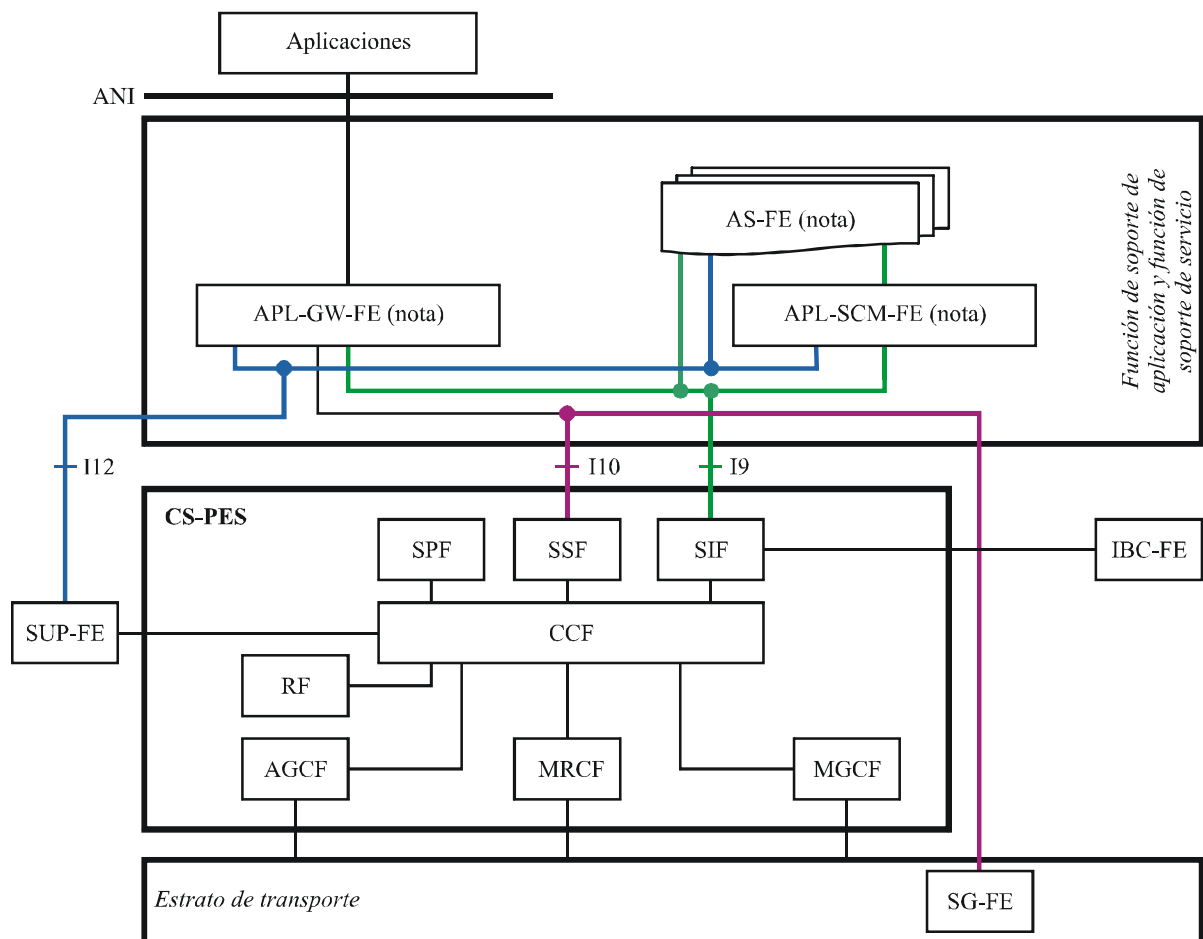 Aplicaciones
ANI
AS-FE (nota)
APL-GW-FE (nota)
APL-SCM-FE (nota)
Función de soporte de
aplicación y función de
soporte de servicio
I12
I10
I9
CS-PES
SPF
SSF
SIF
IBC-FE
SUP-FE
CCF
RF
AGCF
MRCF
MGCF
Estrato de transporte
SG-FE